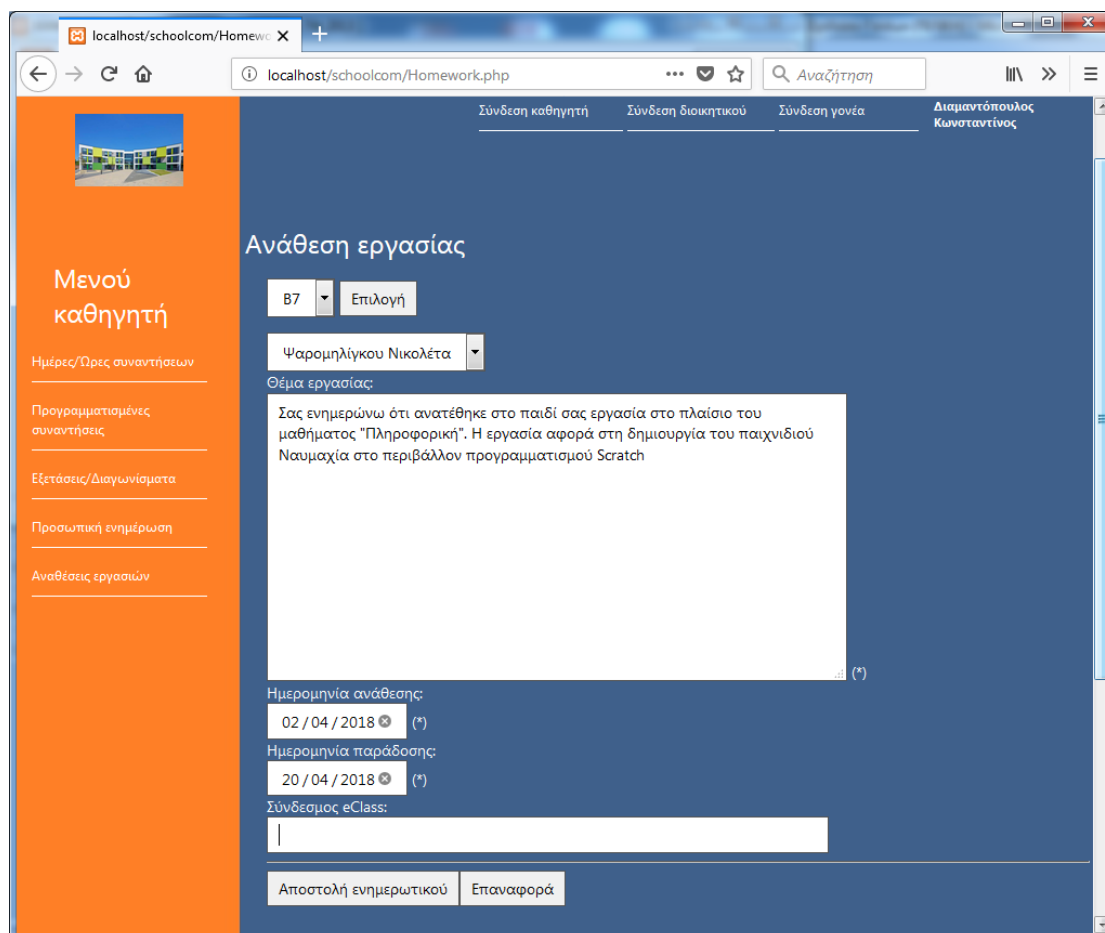 localhost/schoolcom/Homewo
localhost/schoolcom/Homework.php
Αναζήτηση
Σύνδεση καθηγητή
Σύνδεση διοικητικού
Σύνδεση γονέα
Διαμαντόπουλος
Κωνσταντίνος
Μενού
καθηγητή
Ημέρες/Ώρες συναντήσεων
Προγραμματισμένες
συναντήσεις
Εξετάσεις/Διαγωνίσματα
Προσωπική ενημέρωση
Αναθέσεις εργασιών
Ανάθεση εργασίας
Β7
Επιλογή
Ψαρομηλίγκου Νικολέτα
Θέμα εργασίας:
Σας ενημερώνω ότι ανατέθηκε στο παιδί σας εργασία στο πλαίσιο του
μαθήματος "Πληροφορική". Η εργασία αφορά στη δημιουργία του παιχνιδιού
Ναυμαχία στο περιβάλλον προγραμματισμού Scratch
(*)
Ημερομηνία ανάθεσης:
02 / 04 / 2018
(*)
Ημερομηνία παράδοσης:
20 / 04 / 2018
(*)
Σύνδεσμος eClass:
Αποστολή ενημερωτικού
Επαναφορά